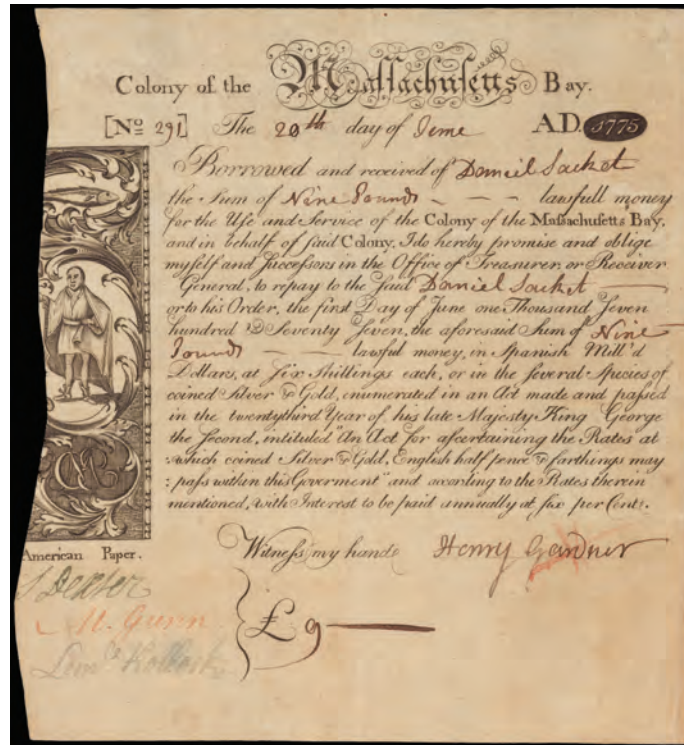 Colony of the Massachusetts Bay.
[No 291] The 20th day of June A.D. 1775
Borrowed and received of Daniel Sacket
the Sum of Nine Pounds — — — lawfull money
for the Use and Service of the Colony of the Massachusetts Bay,
and in behalf of said Colony, I do hereby promise and oblige
myself and Successors in the Office of Treasurer, or Receiver
General, to repay to the said Daniel Sacket —
or to his Order, the first Day of June one Thousand Seven
hundred & Seventy Seven, the aforesaid Sum of Nine
Pounds — — — lawful money, in Spanish Mill'd
Dollars, at Six Shillings each, or in the several Species of
coined Silver & Gold, enumerated in an Act made and passed
in the twentythird Year of his late Majesty King George
the Second, intituled "An Act for ascertaining the Rates at
:which coined Silver & Gold, English half pence & farthings may
:pass within this Goverment" and according to the Rates therein
mentioned, with Interest to be paid annually at six per Cent:.
American Paper.
Witness my hand Henry Gardner
S Dexter
M. Gunn
£ 9 —